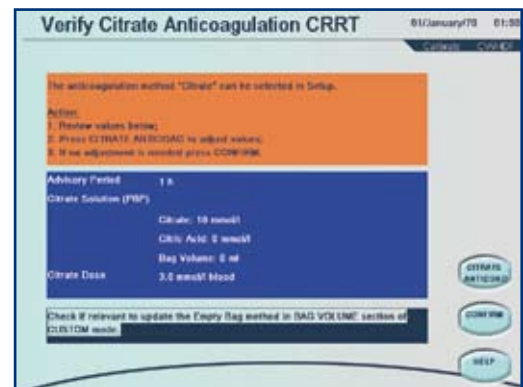 Verify Citrate Anticoagulation CRRT
01/January/70 01:
Citrate CVVHDF
The anticoagulation method "Citrate" can be selected in Setup.
Action:
1. Review values below;
2. Press CITRATE ANTICOAG to adjust values;
3. If no adjustment is needed press CONFIRM.
Advisory Period 1 h
Citrate Solution (PBP)
Citrate: 18 mmol/l
Citric Acid: 0 mmol/l
Bag Volume: 0 ml
Citrate Dose 3.0 mmol/l blood
Check if relevant to update the Empty Bag method in BAG VOLUME section of
CUSTOM mode.
CITRATE
ANTICOAG
CONFIRM
HELP